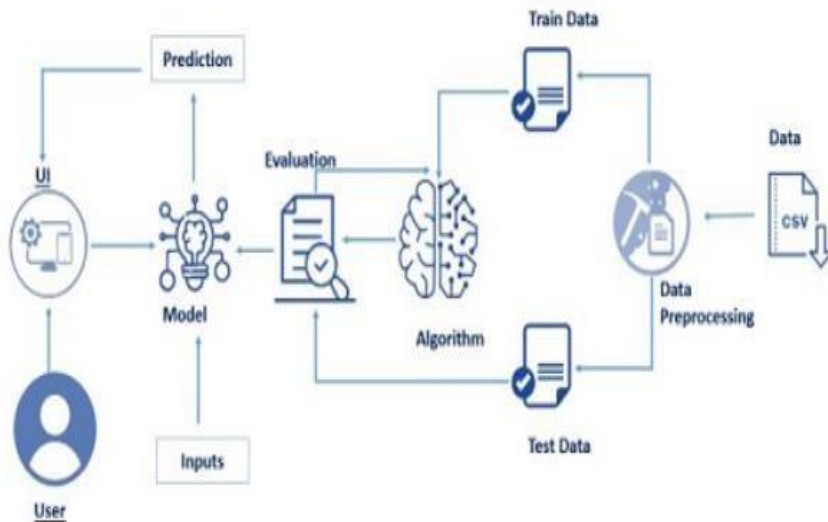 Train Data
Prediction
Data
Evaluation
UI
CSV
Model
Data
Preprocessing
Algorithm
Test Data
Inputs
User